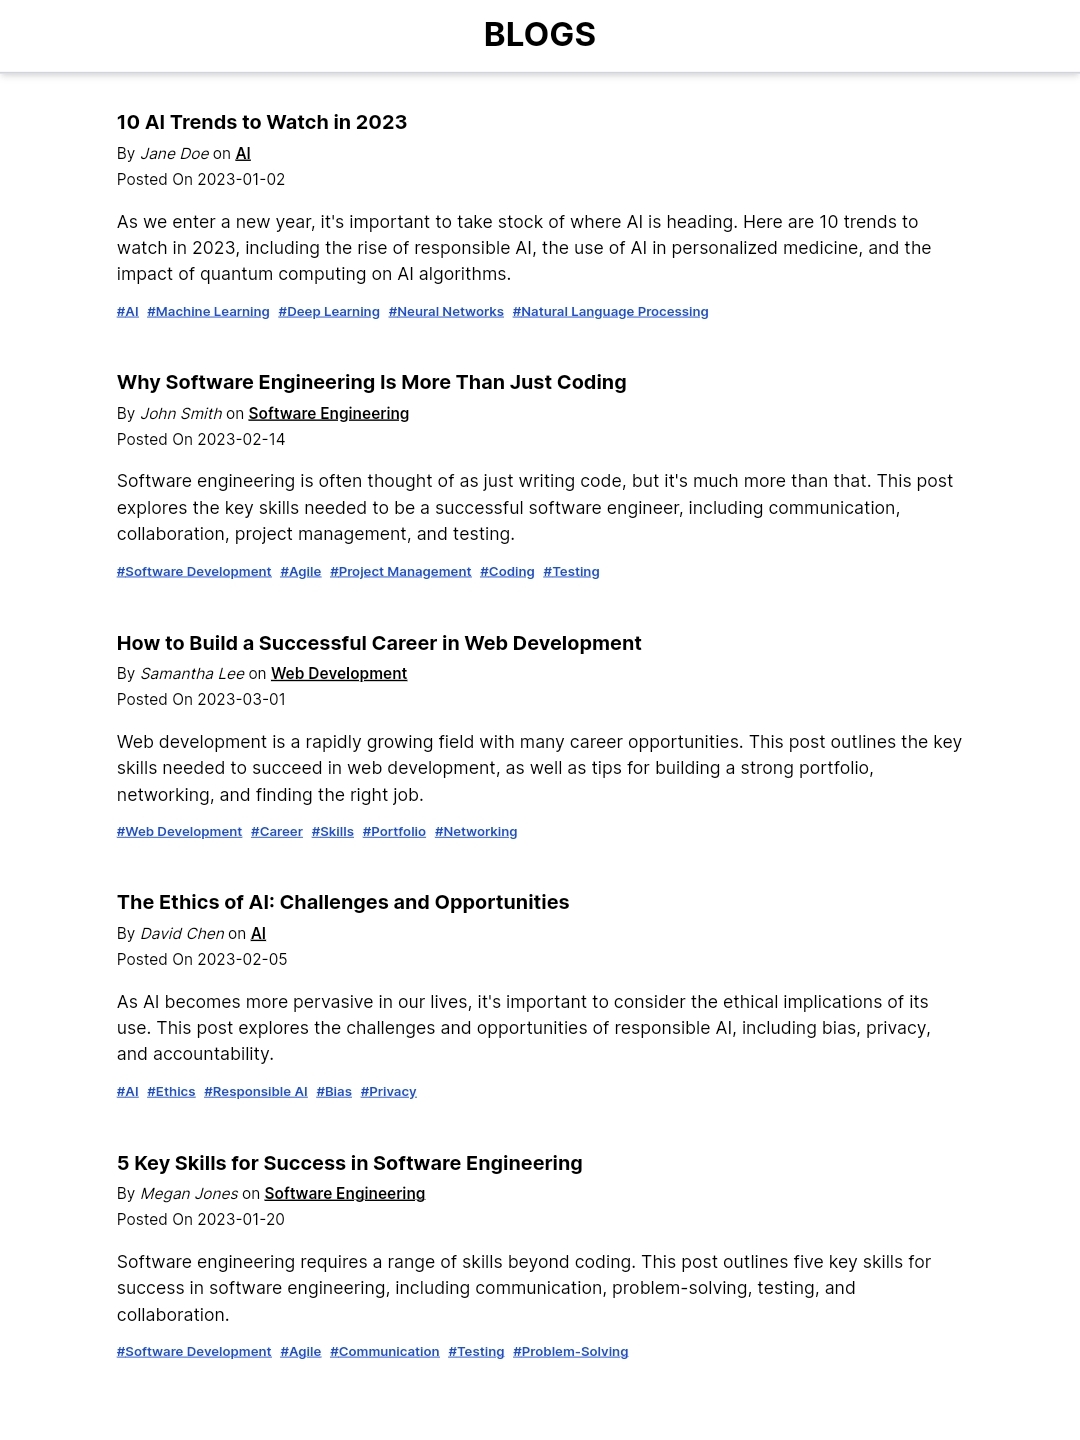 BLOGS
10 AI Trends to Watch in 2023
By Jane Doe on AI
Posted On 2023-01-02
As we enter a new year, it's important to take stock of where AI is heading. Here are 10 trends to
watch in 2023, including the rise of responsible AI, the use of AI in personalized medicine, and the
impact of quantum computing on AI algorithms.
#AI #Machine Learning #Deep Learning #Neural Networks #Natural Language Processing
Why Software Engineering Is More Than Just Coding
By John Smith on Software Engineering
Posted On 2023-02-14
Software engineering is often thought of as just writing code, but it's much more than that. This post
explores the key skills needed to be a successful software engineer, including communication,
collaboration, project management, and testing.
#Software Development #Agile #Project Management #Coding #Testing
How to Build a Successful Career in Web Development
By Samantha Lee on Web Development
Posted On 2023-03-01
Web development is a rapidly growing field with many career opportunities. This post outlines the key
skills needed to succeed in web development, as well as tips for building a strong portfolio,
networking, and finding the right job.
#Web Development #Career #Skills #Portfolio #Networking
The Ethics of AI: Challenges and Opportunities
By David Chen on AI
Posted On 2023-02-05
As AI becomes more pervasive in our lives, it's important to consider the ethical implications of its
use. This post explores the challenges and opportunities of responsible AI, including bias, privacy,
and accountability.
#AI #Ethics #Responsible AI #Bias #Privacy
5 Key Skills for Success in Software Engineering
By Megan Jones on Software Engineering
Posted On 2023-01-20
Software engineering requires a range of skills beyond coding. This post outlines five key skills for
success in software engineering, including communication, problem-solving, testing, and
collaboration.
#Software Development #Agile #Communication #Testing #Problem-Solving